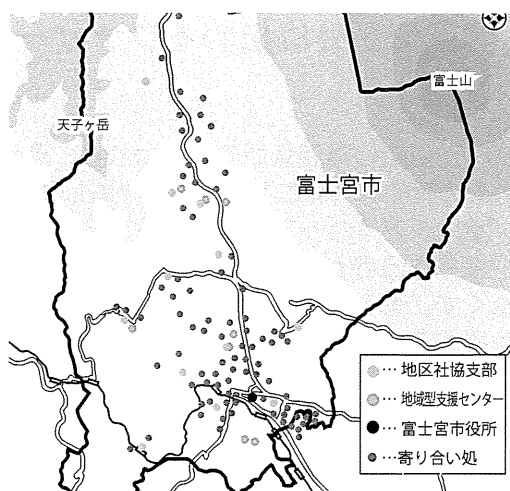 富士山
天子ヶ岳
富士宮市
…地区社協支部
…地域型支援センター
…富士宮市役所
…寄り合い処